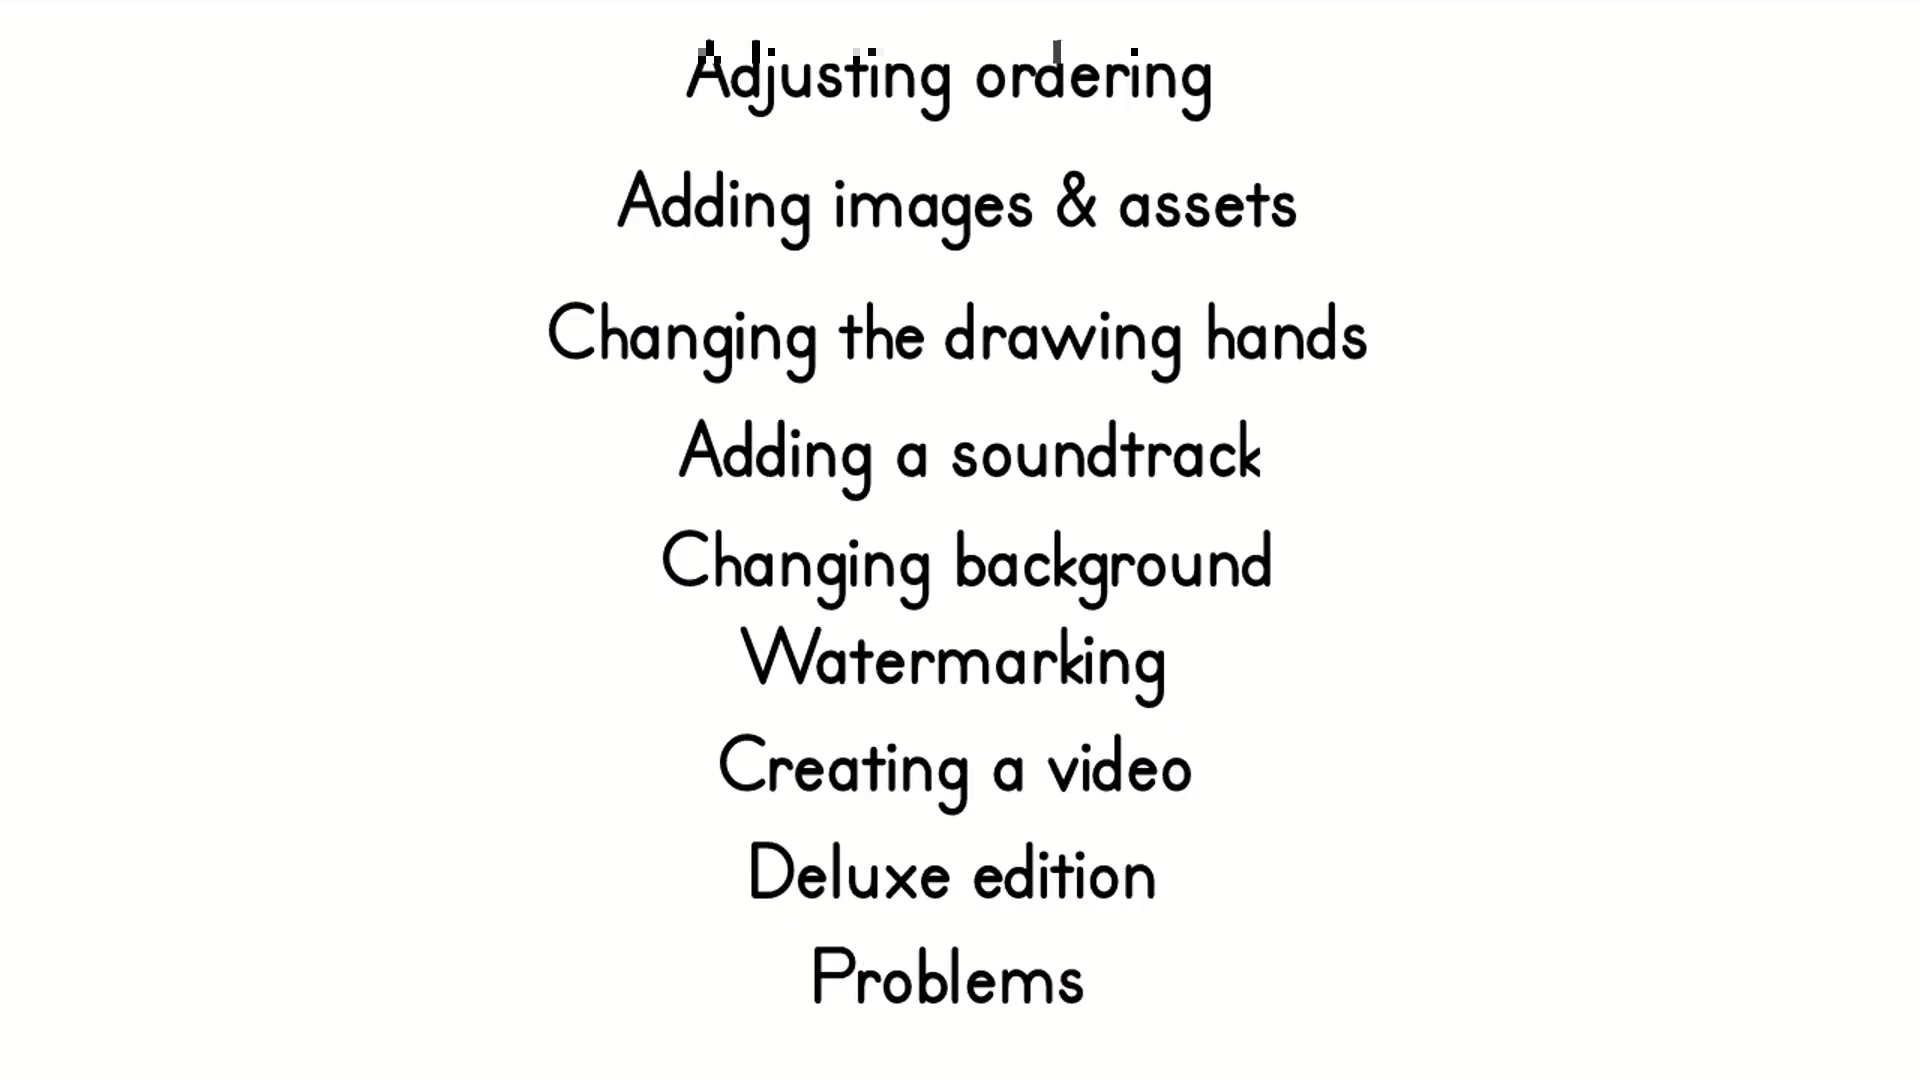 Adjusting ordering
Adding images & assets
Changing the drawing hands
Adding a soundtrack
Changing background
Watermarking
Creating a video
Deluxe edition
Problems